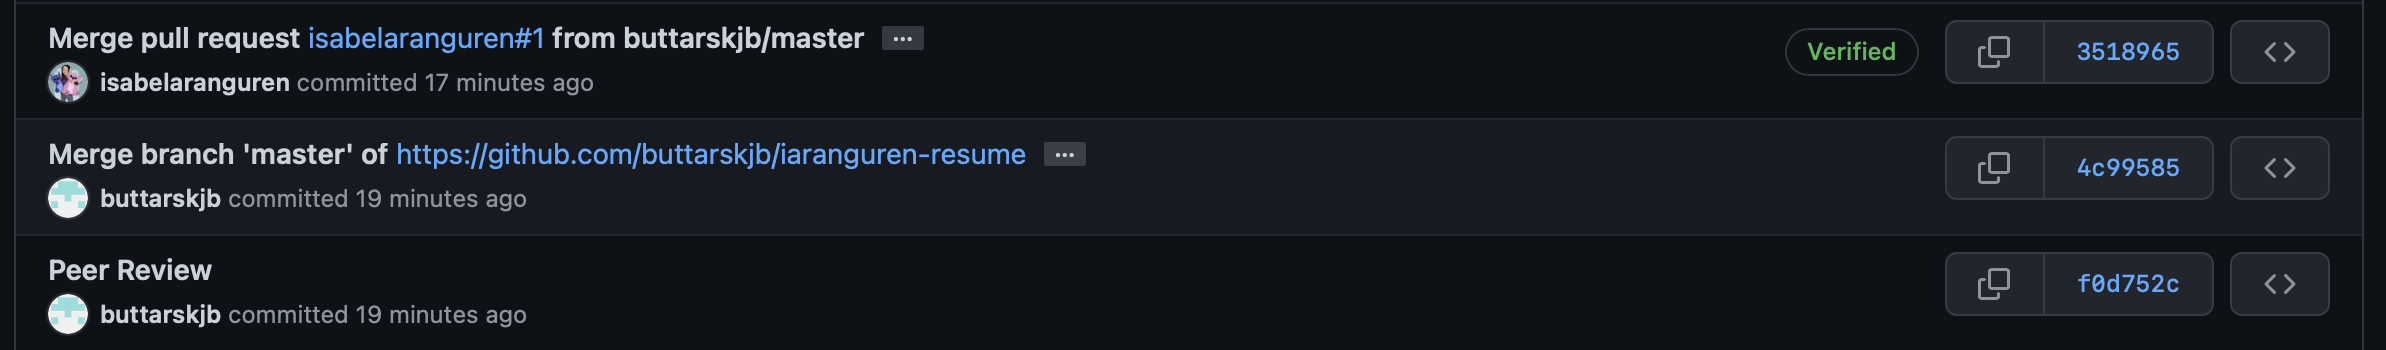 Merge pull request isabelaranguren#1 from buttarskjb/master ...
isabelaranguren committed 17 minutes ago
Verified
3518965
Merge branch 'master' of https://github.com/buttarskjb/iaranguren-resume ...
buttarskjb committed 19 minutes ago
4c99585
Peer Review
buttarskjb committed 19 minutes ago
f0d752c